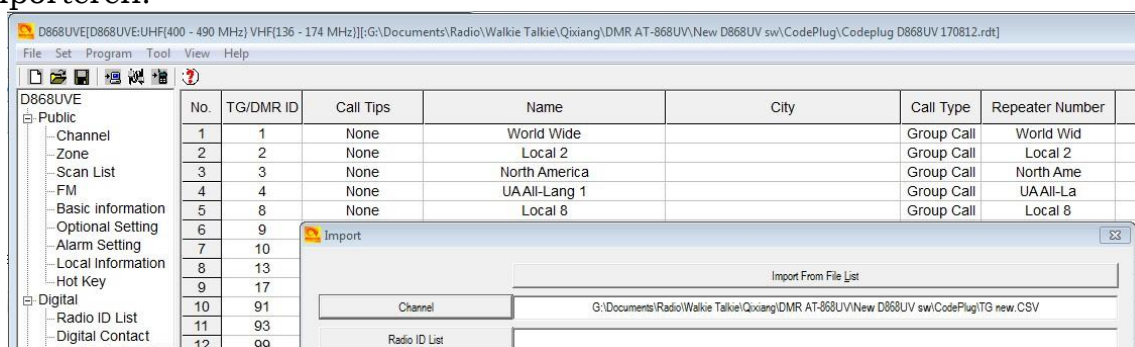 D868UVE[D868UVE:UHF{400 - 490 MHz} VHF{136 - 174 MHz}][:G:\Documents\Radio\Walkie Talkie\Qixiang\DMR AT-868UV\New D868UV sw\CodePlug\Codeplug D868UV 170812.rdt]
File Set Program Tool View Help
D868UVE
Public
Channel
Zone
Scan List
FM
Basic information
Optional Setting
Alarm Setting
Local Information
Hot Key
Digital
Radio ID List
Digital Contact
No. TG/DMR ID Call Tips Name City Call Type Repeater Number
1 1 None World Wide Group Call World Wid
2 2 None Local 2 Group Call Local 2
3 3 None North America Group Call North Ame
4 4 None UA All-Lang 1 Group Call UA All-La
5 8 None Local 8 Group Call Local 8
6 9
7 10
8 13
9 17
10 91
11 93
12 99
Import
Import From File List
Channel G:\Documents\Radio\Walkie Talkie\Qixiang\DMR AT-868UV\New D868UV sw\CodePlug\TG new.CSV
Radio ID List